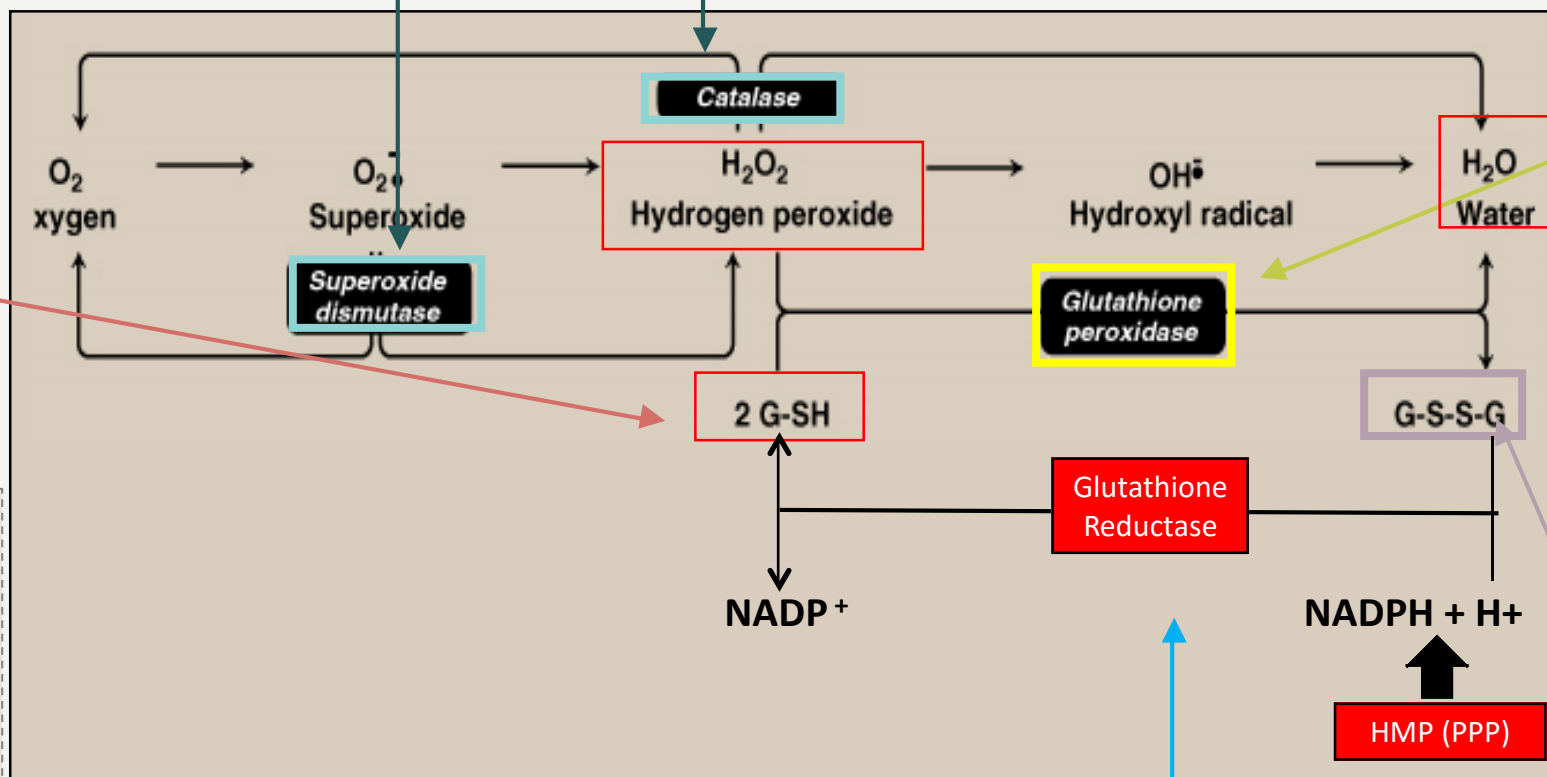 Catalase
O₂
xygen
O₂•̄
Superoxide
H₂O₂
Hydrogen peroxide
OH•̄
Hydroxyl radical
H₂O
Water
Superoxide
dismutase
Glutathione
peroxidase
2 G-SH
G-S-S-G
Glutathione
Reductase
NADP⁺
NADPH + H+
HMP (PPP)